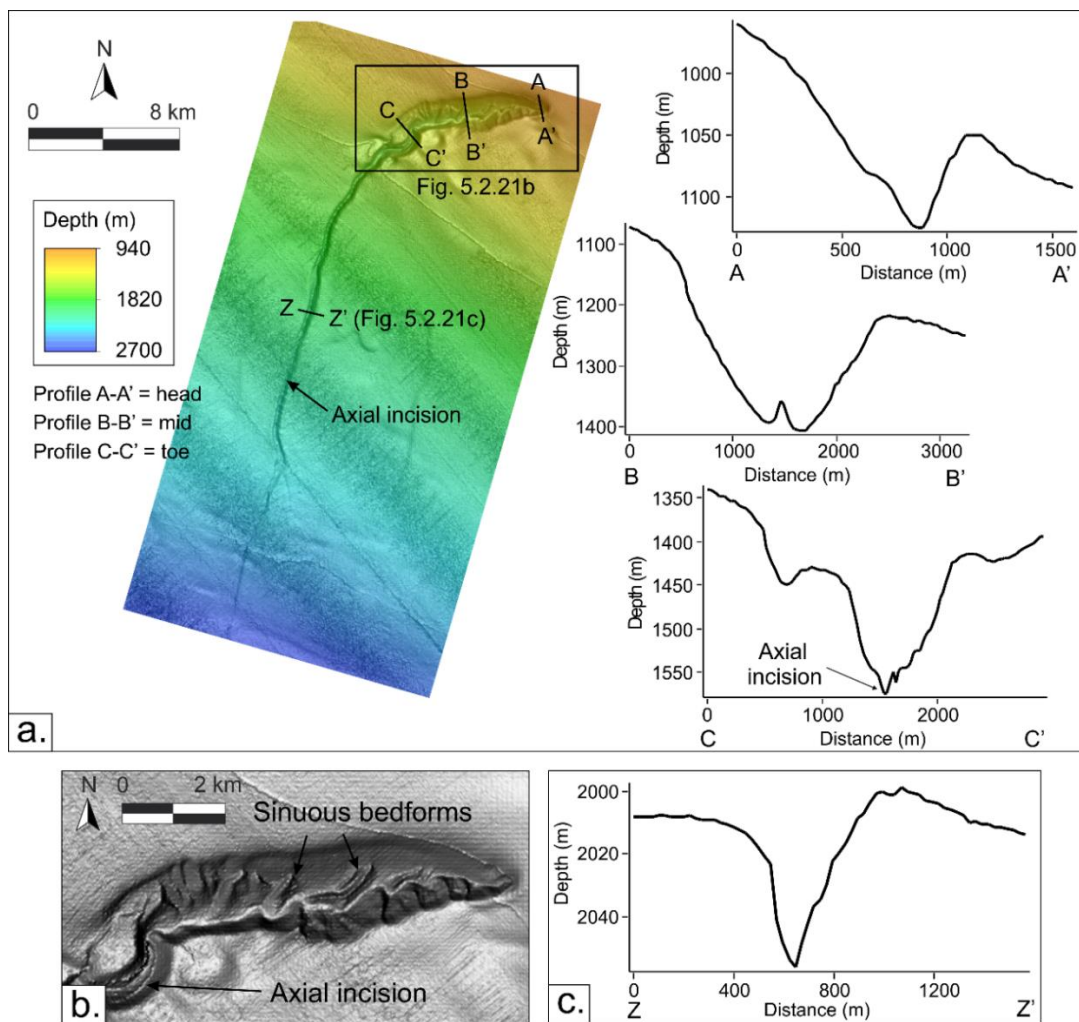 N
0 8 km
Depth (m)
940
1820
2700
Profile A-A' = head
Profile B-B' = mid
Profile C-C' = toe
A
B
C
A'
B'
C'
Fig. 5.2.21b
Z
Z' (Fig. 5.2.21c)
Axial incision
Depth (m)
1000
1050
1100
0 500 1000 1500
A Distance (m) A'
Depth (m)
1100
1200
1300
1400
0 1000 2000 3000
B Distance (m) B'
Depth (m)
1350
1400
1450
1500
1550
Axial
incision
0 1000 2000
C Distance (m) C'
a.
N 0 2 km
Sinuous bedforms
Axial incision
b.
Depth (m)
2000
2020
2040
0 400 800 1200
Z Distance (m) Z'
c.